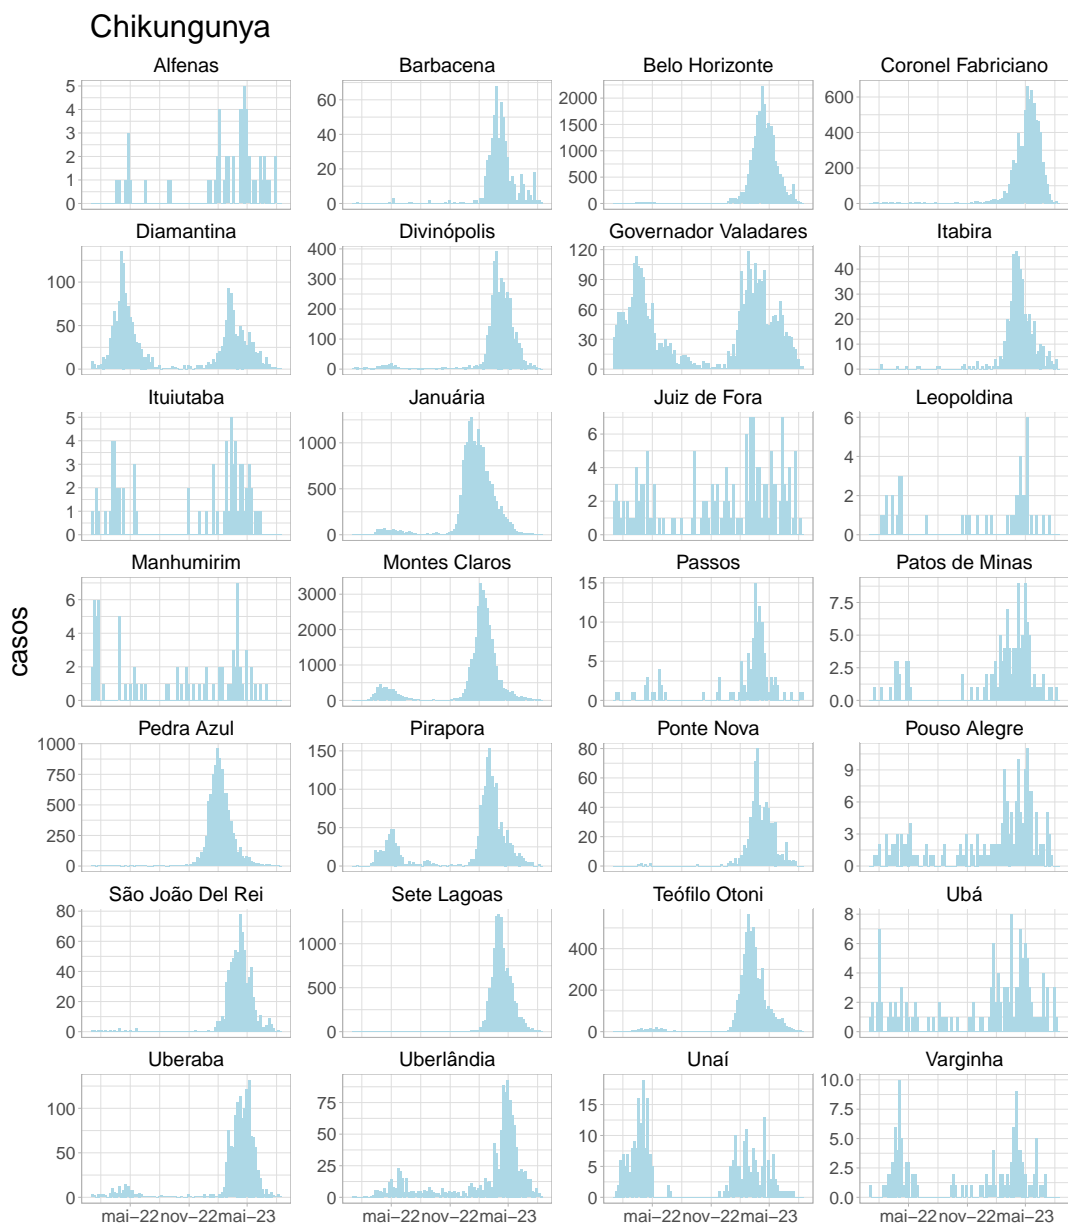 Chikungunya
Alfenas Barbacena Belo Horizonte Coronel Fabriciano
5 4 3 2 1 0
60 40 20 0
2000 1500 1000 500 0
600 400 200 0
Diamantina Divinópolis Governador Valadares Itabira
100 50 0
400 300 200 100 0
120 90 60 30 0
40 30 20 10 0
Ituiutaba Januária Juiz de Fora Leopoldina
5 4 3 2 1 0
1000 500 0
6 4 2 0
6 4 2 0
casos
Manhumirim Montes Claros Passos Patos de Minas
6 4 2 0
3000 2000 1000 0
15 10 5 0
7.5 5.0 2.5 0.0
Pedra Azul Pirapora Ponte Nova Pouso Alegre
1000 750 500 250 0
150 100 50 0
80 60 40 20 0
9 6 3 0
São João Del Rei Sete Lagoas Teófilo Otoni Ubá
80 60 40 20 0
1000 500 0
400 200 0
8 6 4 2 0
Uberaba Uberlândia Unaí Varginha
100 50 0
75 50 25 0
15 10 5 0
10.0 7.5 5.0 2.5 0.0
mai–22 nov–22 mai–23 mai–22 nov–22 mai–23 mai–22 nov–22 mai–23 mai–22 nov–22 mai–23